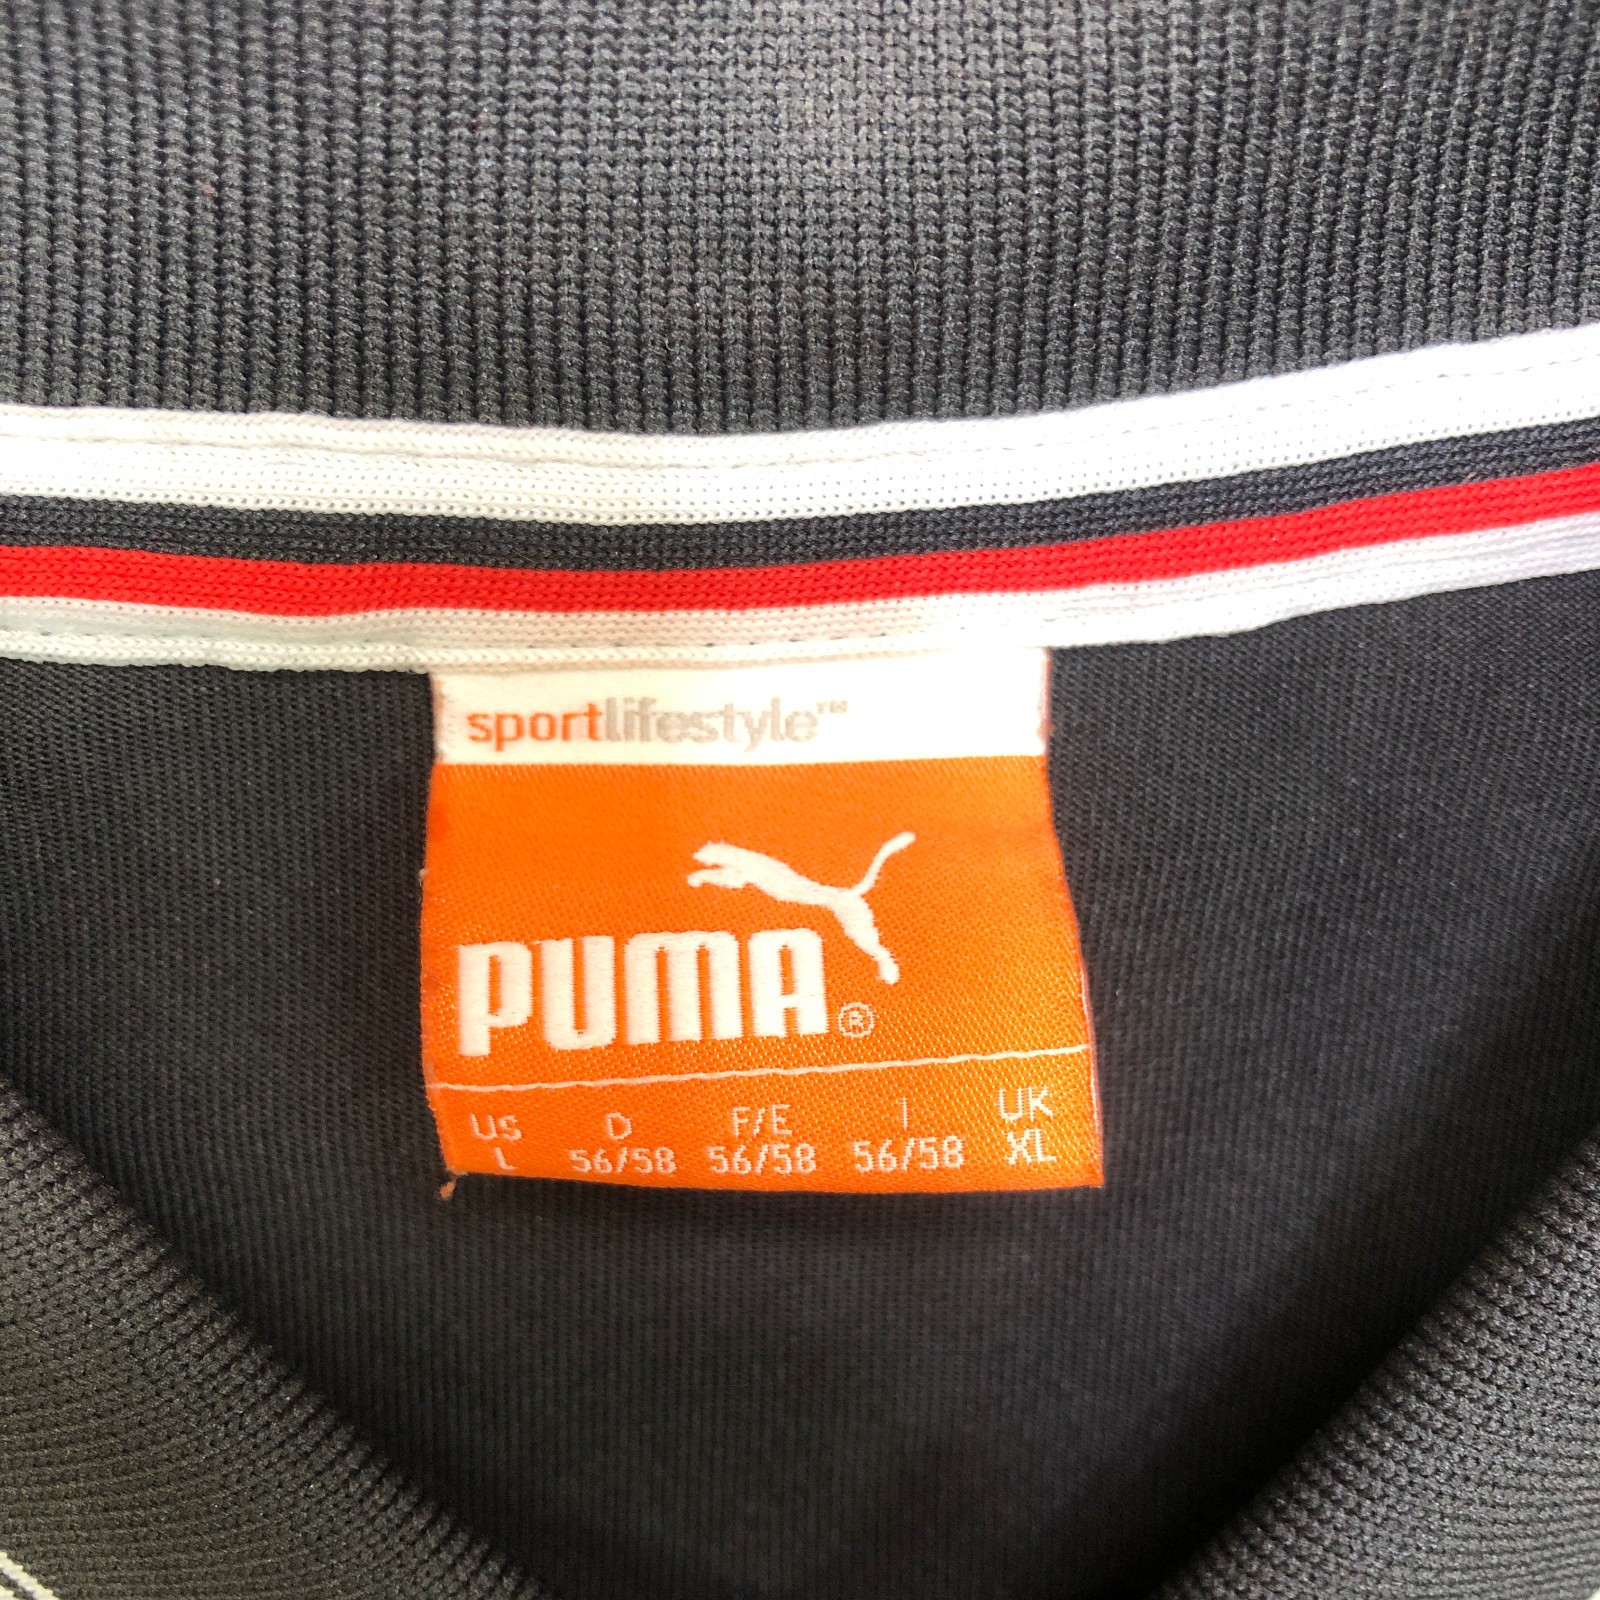 sportlifestyle™
PUMA®
US D F/E I UK
L 56/58 56/58 56/58 XL